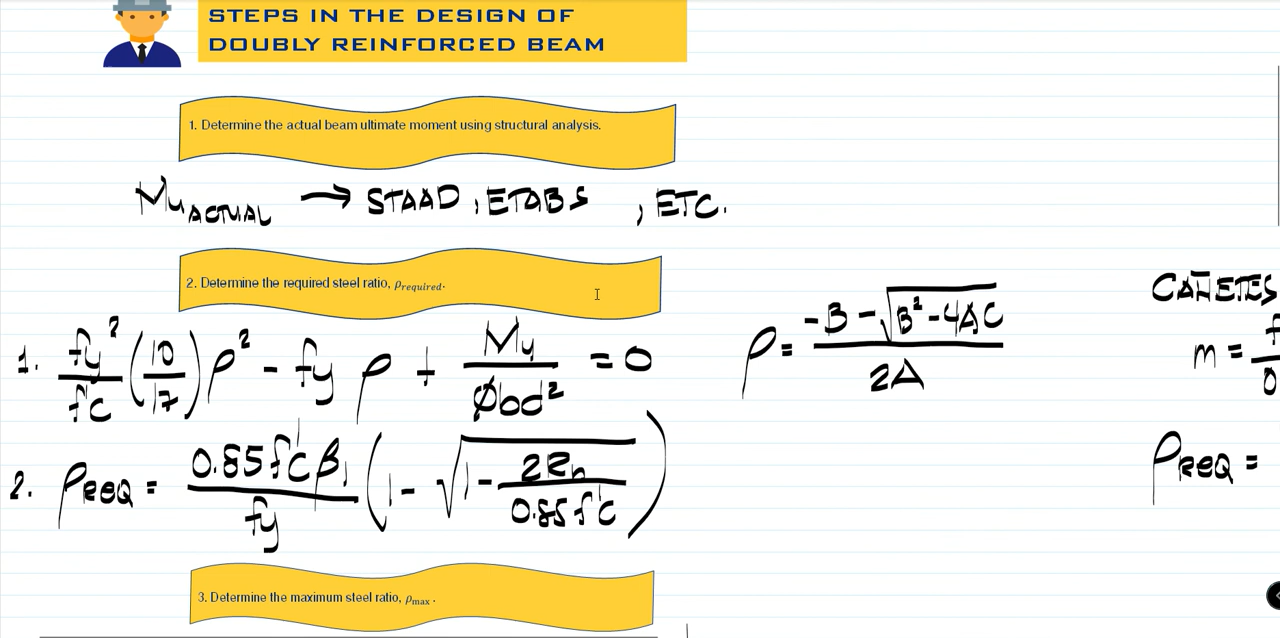 STEPS IN THE DESIGN OF
DOUBLY REINFORCED BEAM
1. Determine the actual beam ultimate moment using structural analysis.
Mu ACTUAL → STAAD, ETABS , ETC.
2. Determine the required steel ratio, ρrequired.
1. fy²/f'c (10/17) ρ² - fy ρ + Mu/Øbd² = 0
ρ = (-B - √(B² - 4AC))/2A
CAÑETES
m = f/0
2. ρREQ = 0.85f'cβ1/fy (1 - √(1 - 2Rn/0.85f'c))
ρREQ =
3. Determine the maximum steel ratio, ρmax.